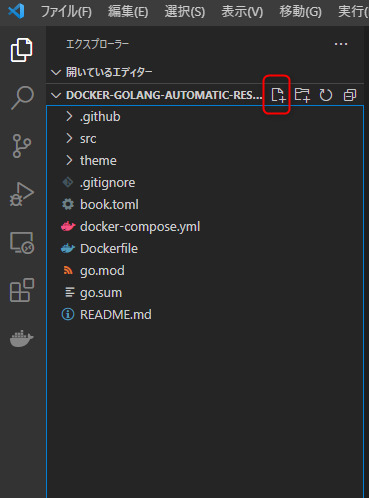 ファイル(F) 編集(E) 選択(S) 表示(V) 移動(G) 実行(
エクスプローラー
開いているエディター
DOCKER-GOLANG-AUTOMATIC-RES...
.github
src
theme
.gitignore
book.toml
docker-compose.yml
Dockerfile
go.mod
go.sum
README.md